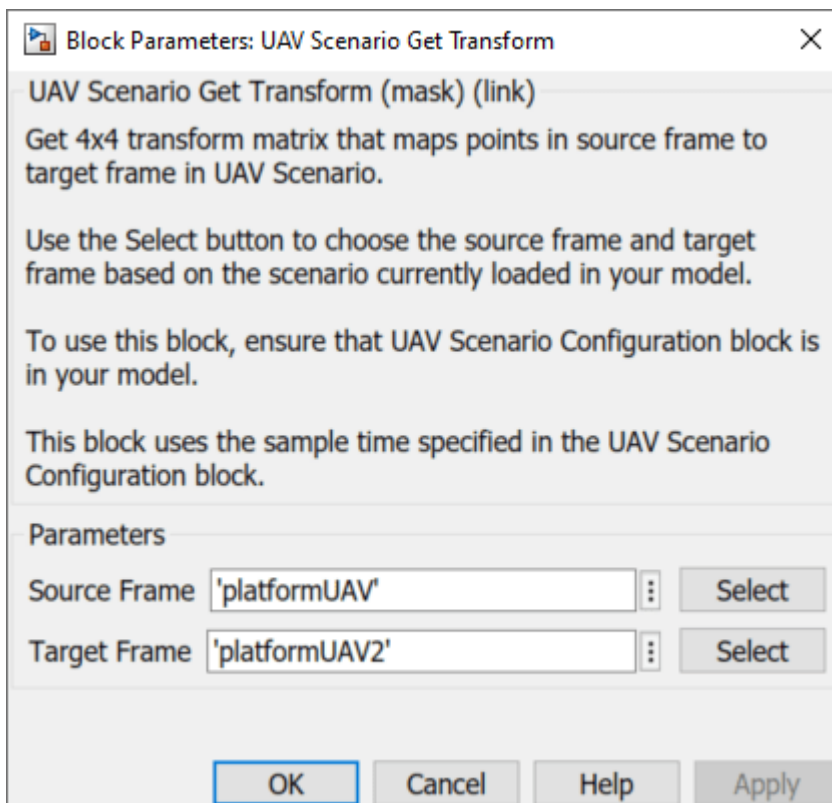 Block Parameters: UAV Scenario Get Transform
UAV Scenario Get Transform (mask) (link)
Get 4x4 transform matrix that maps points in source frame to
target frame in UAV Scenario.
Use the Select button to choose the source frame and target
frame based on the scenario currently loaded in your model.
To use this block, ensure that UAV Scenario Configuration block is
in your model.
This block uses the sample time specified in the UAV Scenario
Configuration block.
Parameters
Source Frame 'platformUAV' Select
Target Frame 'platformUAV2' Select
OK Cancel Help Apply